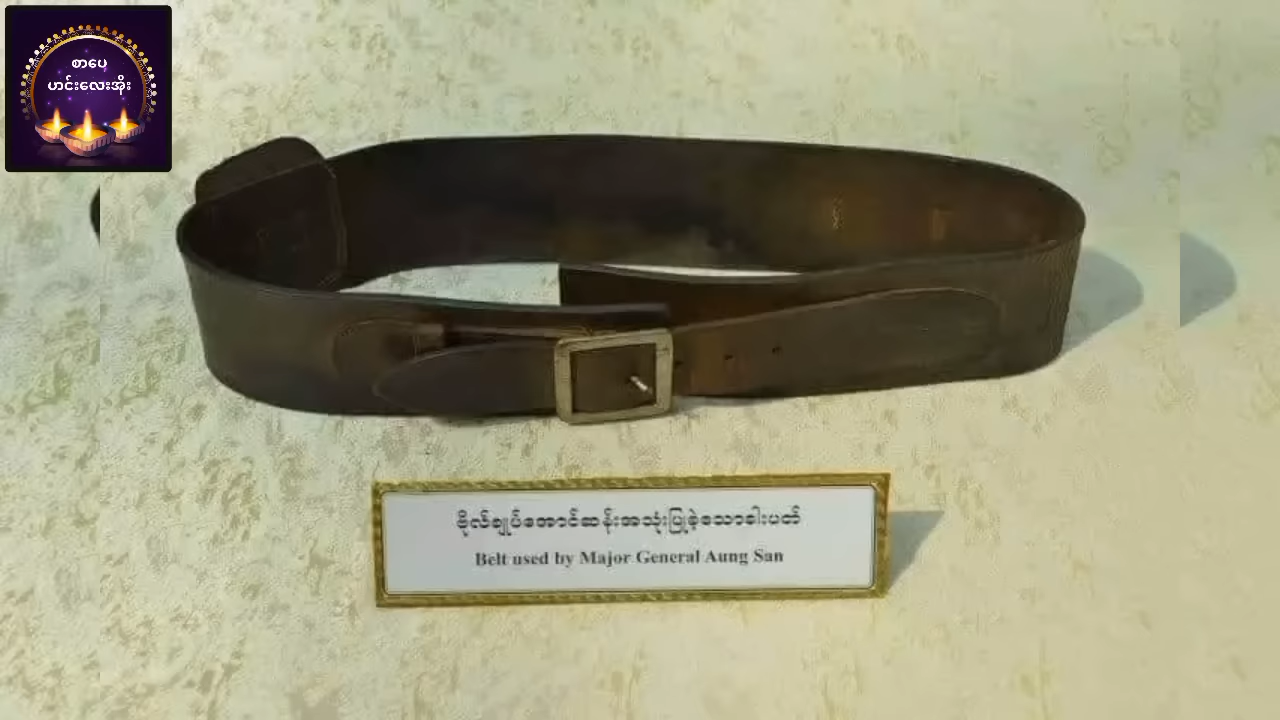 စာပေ
ဟင်းလေးအိုး
ဗိုလ်ချုပ်အောင်ဆန်းအသုံးပြုခဲ့သောခါးပတ်
Belt used by Major General Aung San